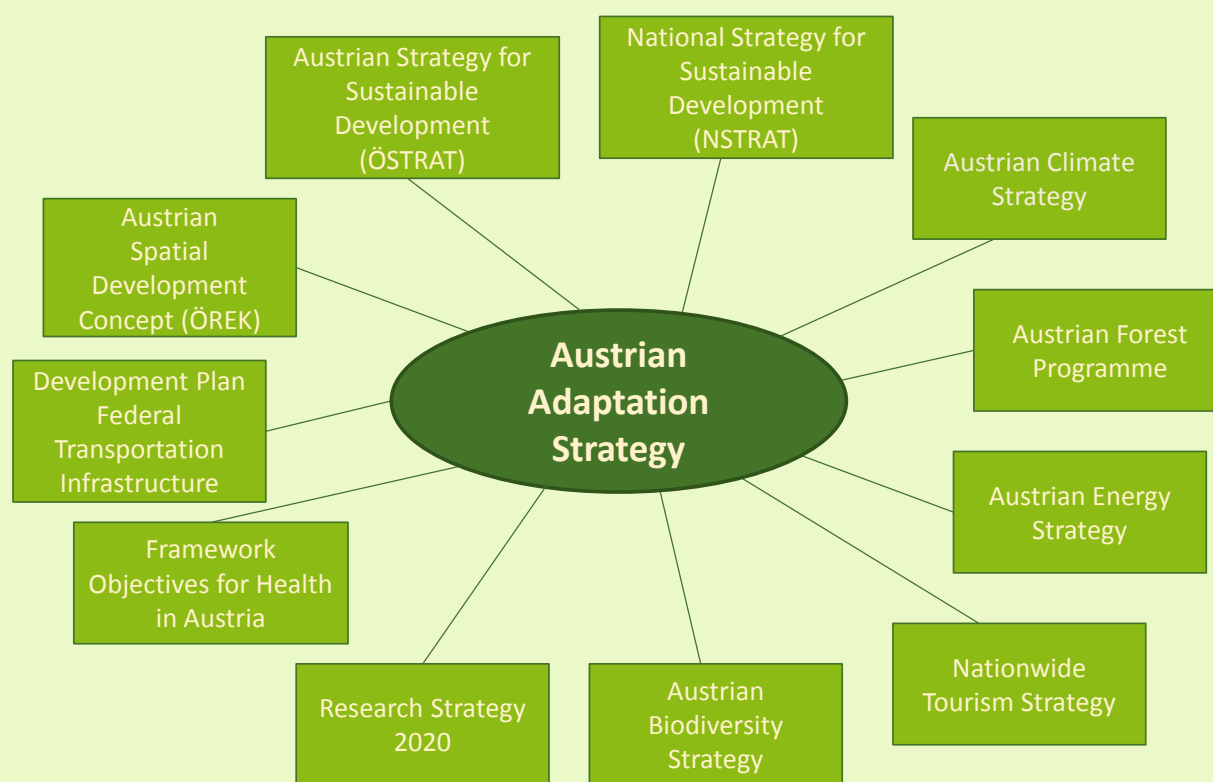 Austrian Strategy for
Sustainable
Development
(ÖSTRAT)
National Strategy for
Sustainable
Development
(NSTRAT)
Austrian Climate
Strategy
Austrian
Spatial
Development
Concept (ÖREK)
Austrian Forest
Programme
Austrian
Adaptation
Strategy
Development Plan
Federal
Transportation
Infrastructure
Austrian Energy
Strategy
Framework
Objectives for Health
in Austria
Nationwide
Tourism Strategy
Research Strategy
2020
Austrian
Biodiversity
Strategy